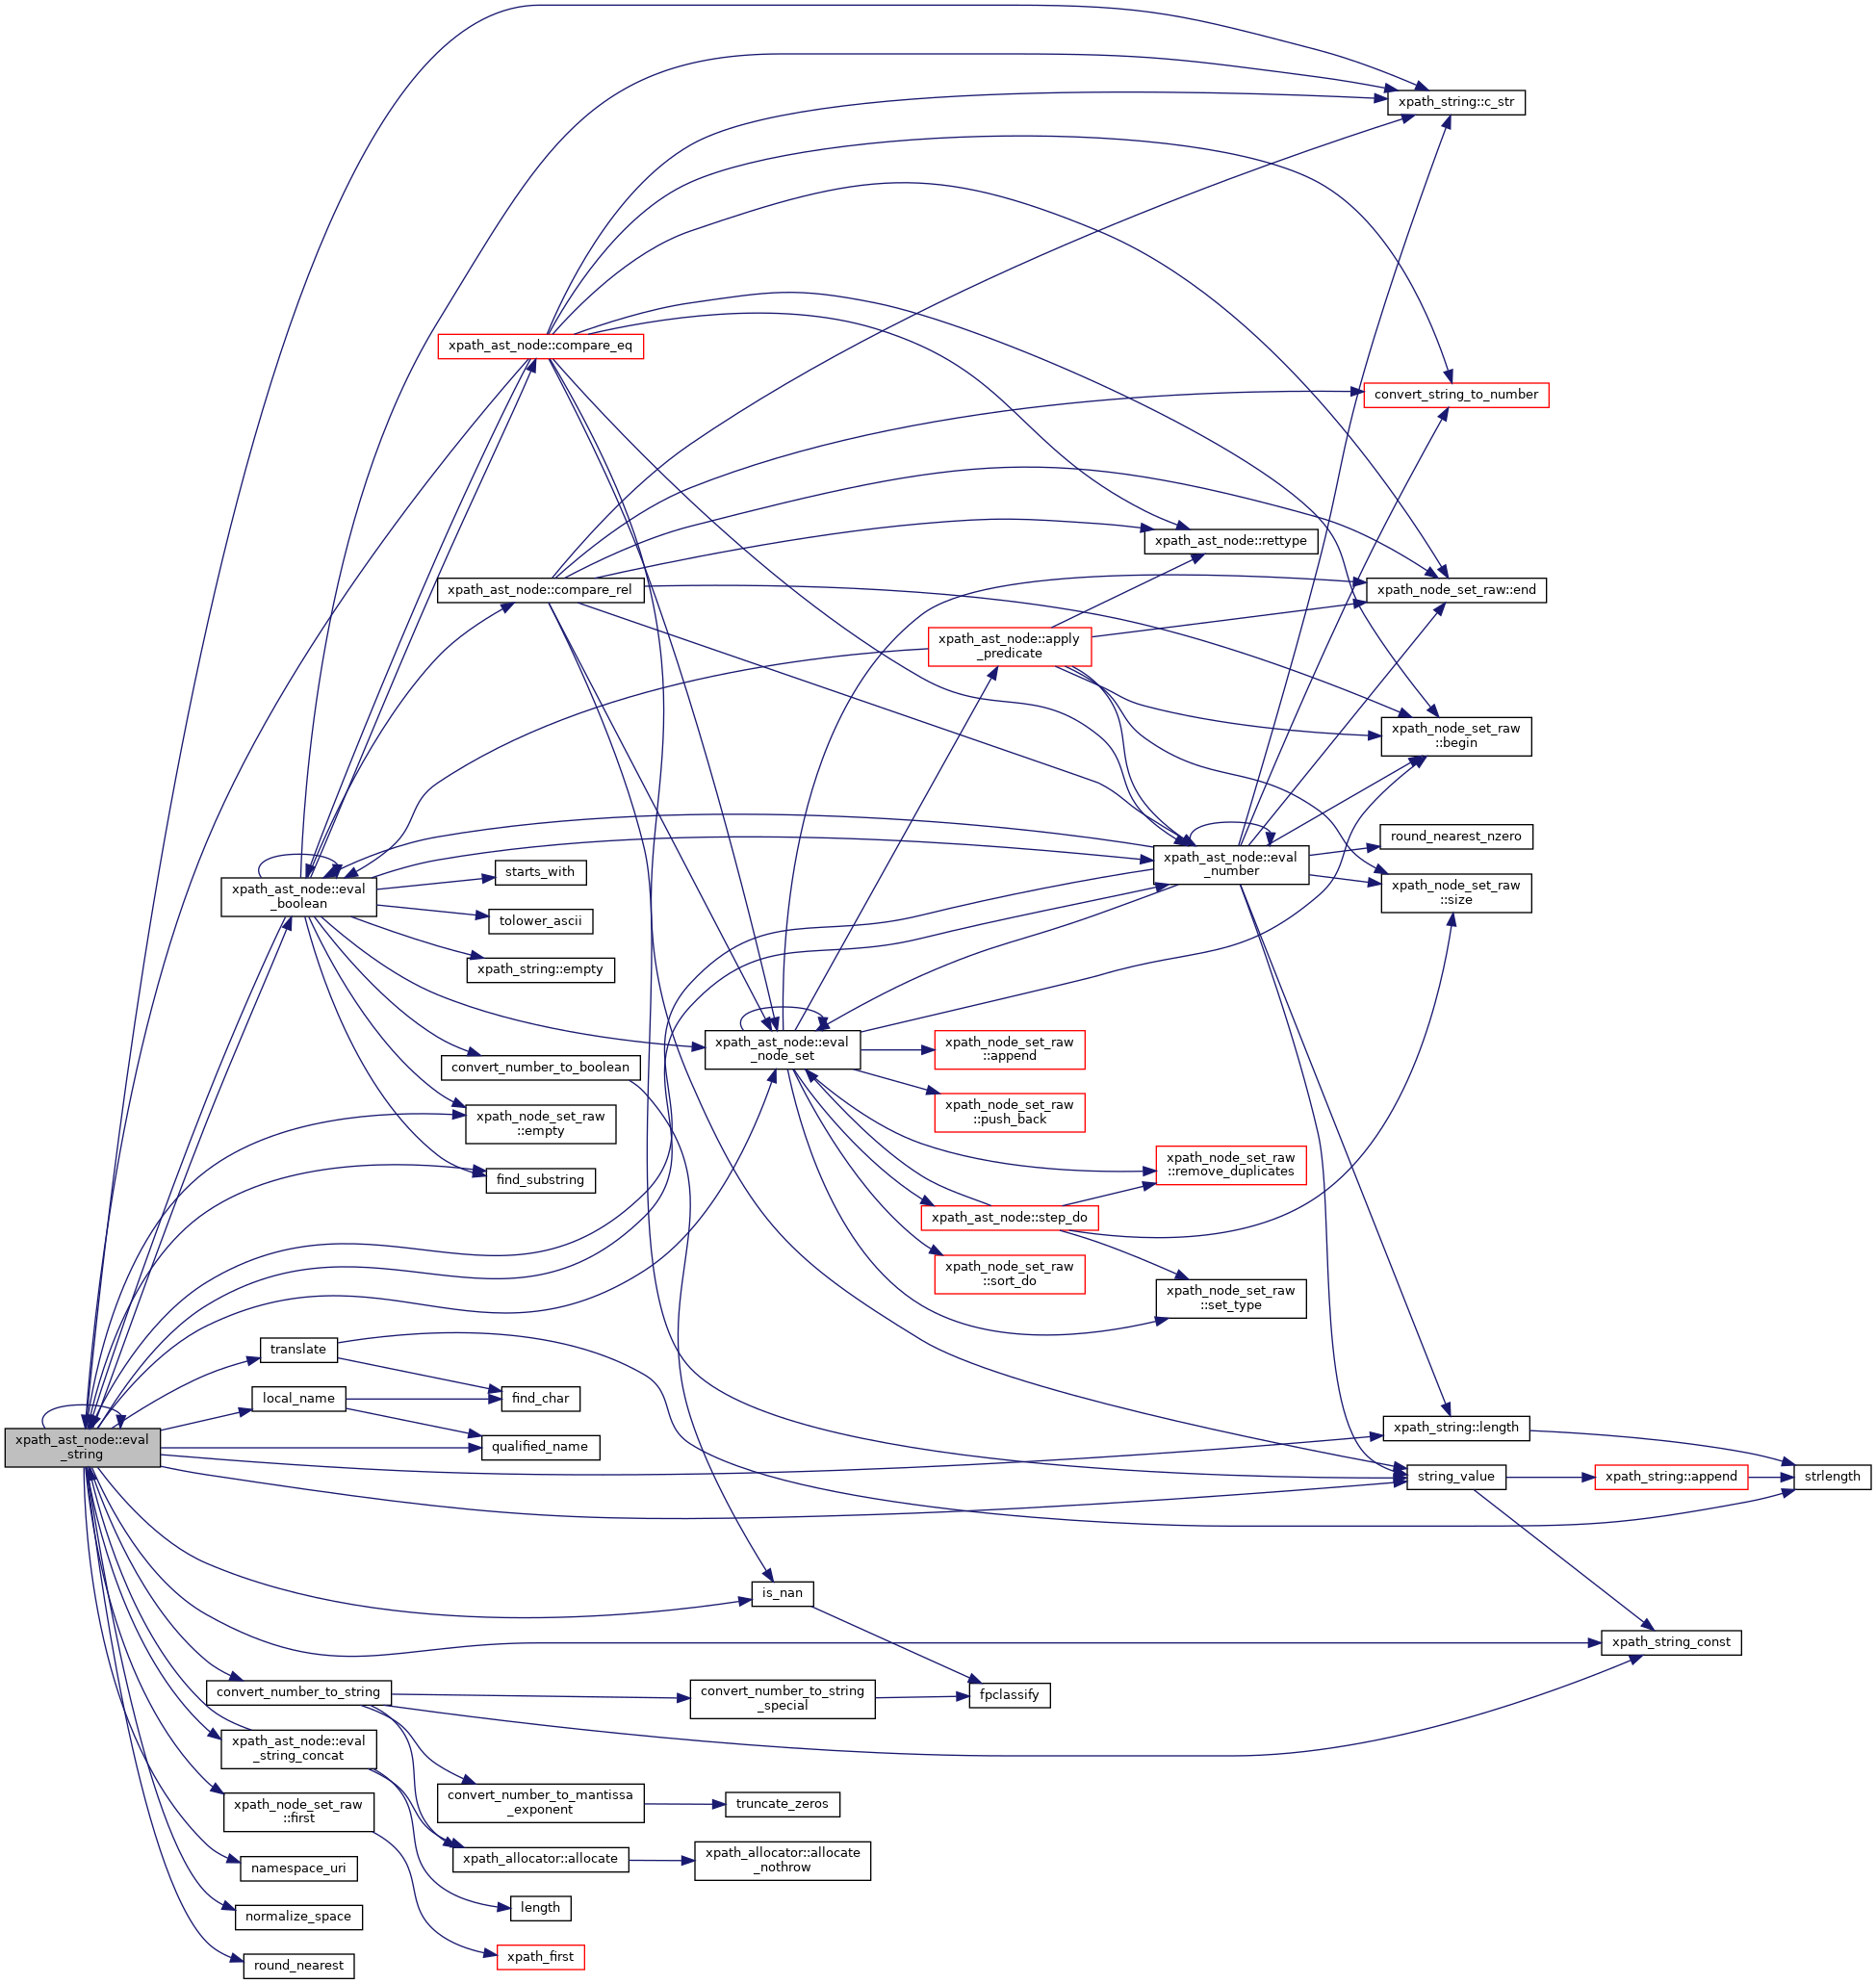 xpath_string::c_str
xpath_ast_node::compare_eq
convert_string_to_number
xpath_ast_node::rettype
xpath_ast_node::compare_rel
xpath_node_set_raw::end
xpath_ast_node::apply
_predicate
xpath_node_set_raw
::begin
round_nearest_nzero
xpath_ast_node::eval
_number
starts_with
xpath_ast_node::eval
_boolean
xpath_node_set_raw
::size
tolower_ascii
xpath_string::empty
xpath_ast_node::eval
_node_set
xpath_node_set_raw
::append
convert_number_to_boolean
xpath_node_set_raw
::push_back
xpath_node_set_raw
::empty
xpath_node_set_raw
::remove_duplicates
find_substring
xpath_ast_node::step_do
xpath_node_set_raw
::sort_do
xpath_node_set_raw
::set_type
translate
local_name
find_char
xpath_string::length
xpath_ast_node::eval
_string
qualified_name
string_value
xpath_string::append
strlength
is_nan
xpath_string_const
convert_number_to_string
convert_number_to_string
_special
fpclassify
xpath_ast_node::eval
_string_concat
convert_number_to_mantissa
_exponent
truncate_zeros
xpath_node_set_raw
::first
xpath_allocator::allocate
xpath_allocator::allocate
_nothrow
namespace_uri
length
normalize_space
xpath_first
round_nearest